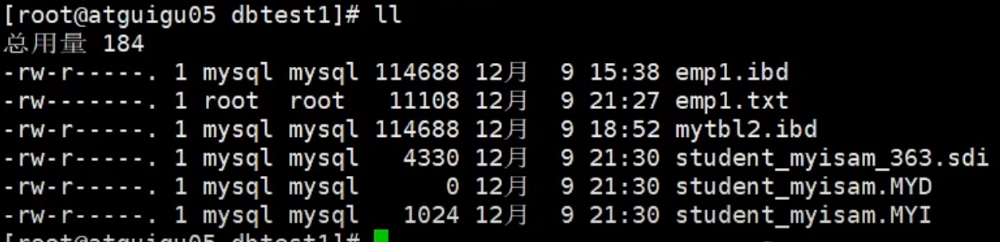 [root@atguigu05 dbtest1]# ll
总用量 184
-rw-r-----. 1 mysql mysql 114688 12月  9 15:38 emp1.ibd
-rw-------. 1 root  root   11108 12月  9 21:27 emp1.txt
-rw-r-----. 1 mysql mysql 114688 12月  9 18:52 mytbl2.ibd
-rw-r-----. 1 mysql mysql   4330 12月  9 21:30 student_myisam_363.sdi
-rw-r-----. 1 mysql mysql      0 12月  9 21:30 student_myisam.MYD
-rw-r-----. 1 mysql mysql   1024 12月  9 21:30 student_myisam.MYI
[root@atguigu05 dbtest1]#